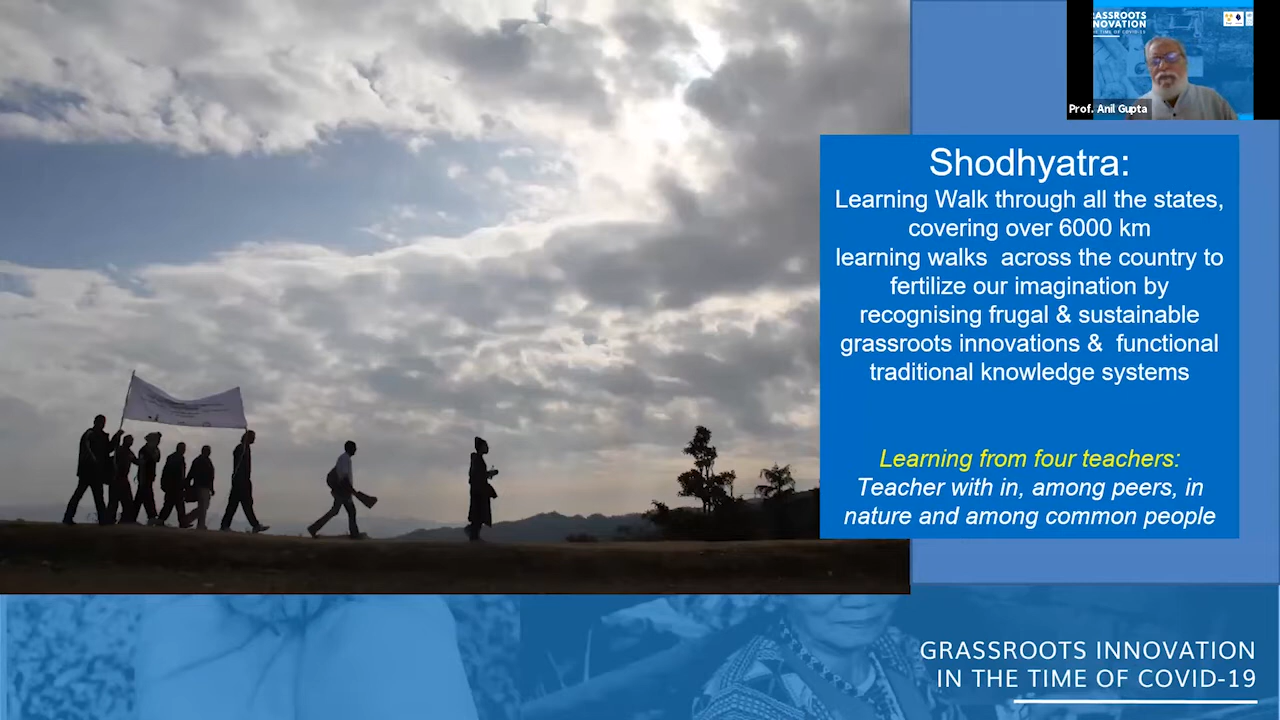 GRASSROOTS
INNOVATION
IN THE TIME OF COVID-19
Prof. Anil Gupta
Shodhyatra:
Learning Walk through all the states,
covering over 6000 km
learning walks across the country to
fertilize our imagination by
recognising frugal & sustainable
grassroots innovations & functional
traditional knowledge systems
Learning from four teachers:
Teacher with in, among peers, in
nature and among common people
GRASSROOTS INNOVATION
IN THE TIME OF COVID-19